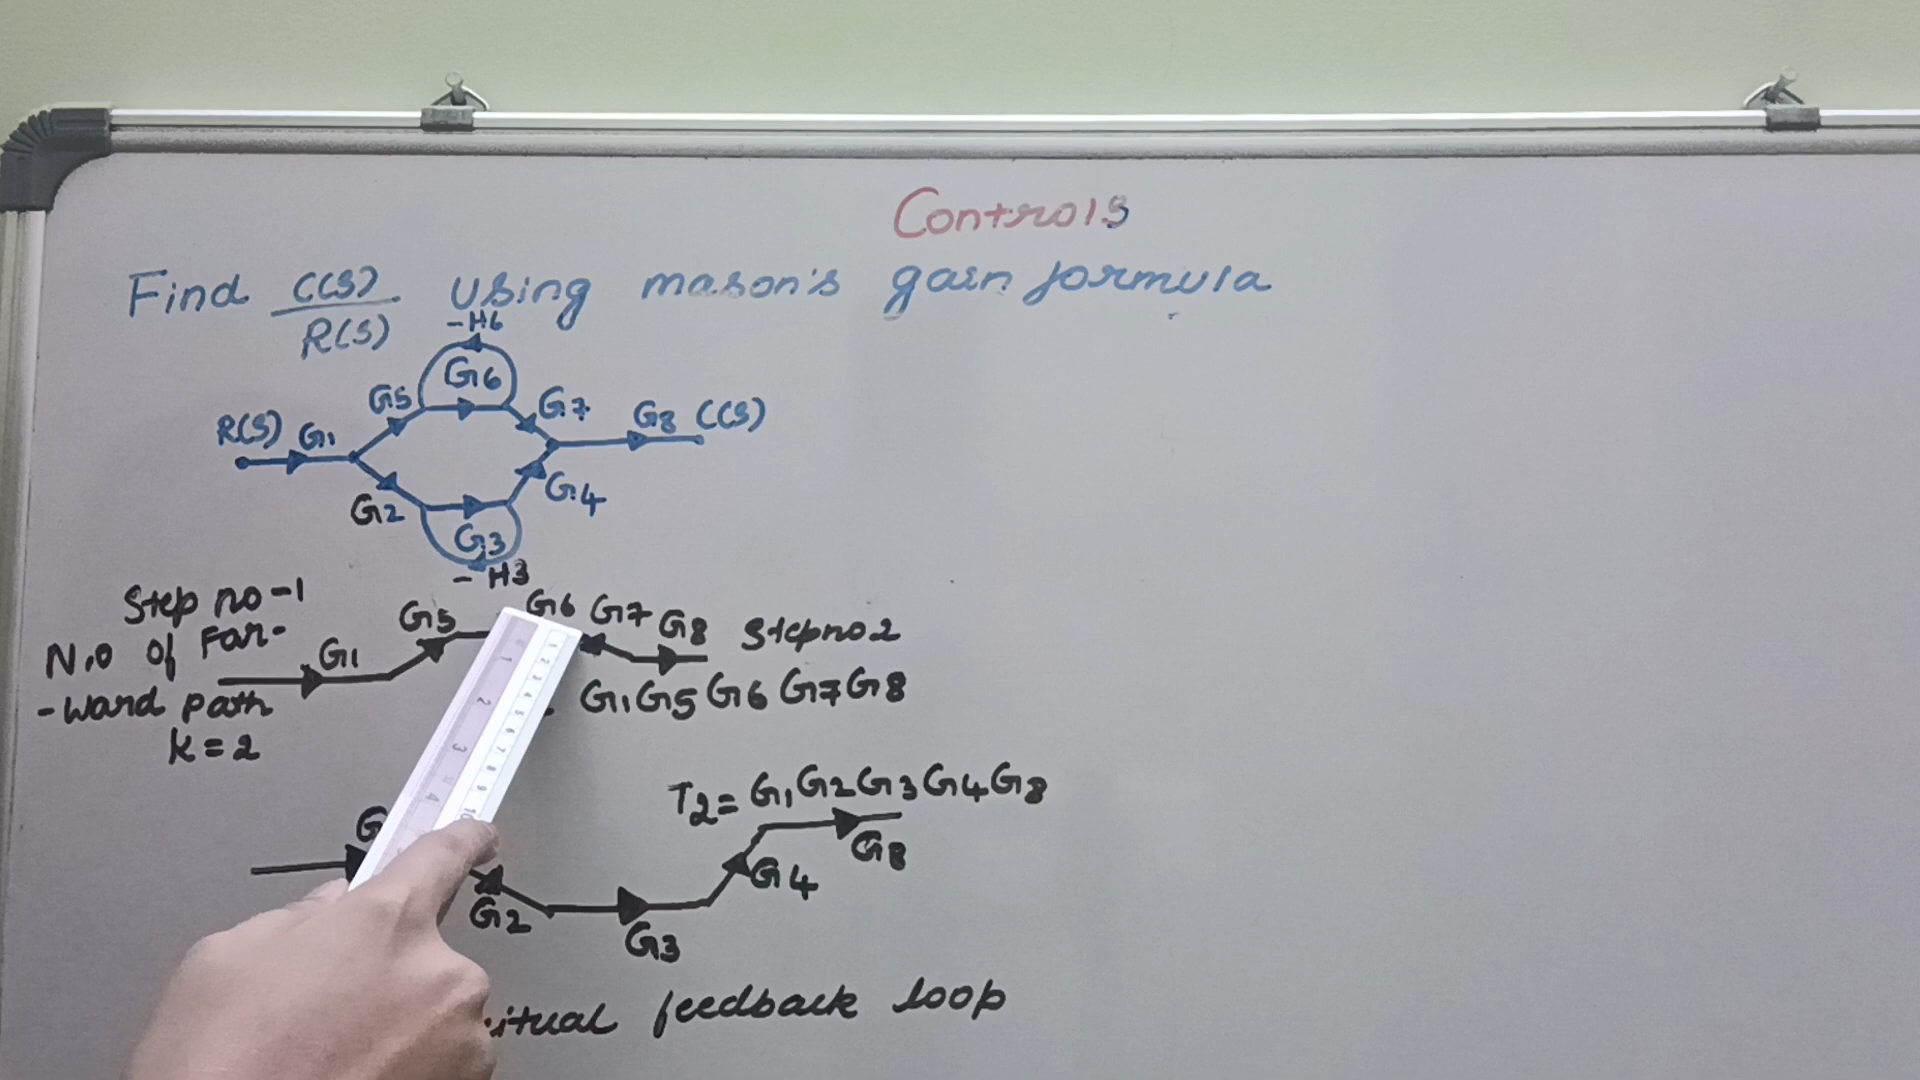 Controls
Find C(S)/R(S) using mason's gain formula
-H6
G6
G5
G7
R(S) G1
G8 C(S)
G2
G4
G3
-H3
Step no-1
N.O of For-
-ward path
K=2
G1
G5
G6 G7 G8 Step no 2
G1G5G6G7G8
T2= G1G2G3G4G8
G8
G4
G2
G3
feedback loop